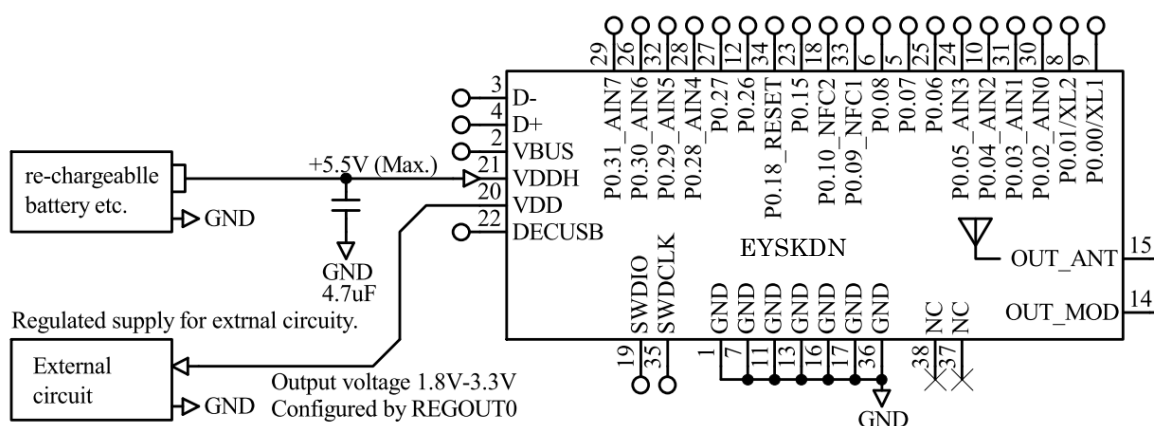 29
26
32
28
27
12
34
23
18
33
6
5
25
24
10
31
30
8
9
P0.31_AIN7
P0.30_AIN6
P0.29_AIN5
P0.28_AIN4
P0.27
P0.26
P0.18_RESET
P0.15
P0.10_NFC2
P0.09_NFC1
P0.08
P0.07
P0.06
P0.05_AIN3
P0.04_AIN2
P0.03_AIN1
P0.02_AIN0
P0.01/XL2
P0.00/XL1
3
D-
4
D+
2
VBUS
21
VDDH
20
VDD
22
DECUSB
re-chargeablle
battery etc.
GND
+5.5V (Max.)
GND
4.7uF
EYSKDN
OUT_ANT
15
OUT_MOD
14
Regulated supply for extrnal circuity.
External
circuit
GND
Output voltage 1.8V-3.3V
Configured by REGOUT0
SWDIO
SWDCLK
GND
GND
GND
GND
GND
GND
GND
NC
NC
19
35
1
7
11
13
16
17
36
38
37
GND